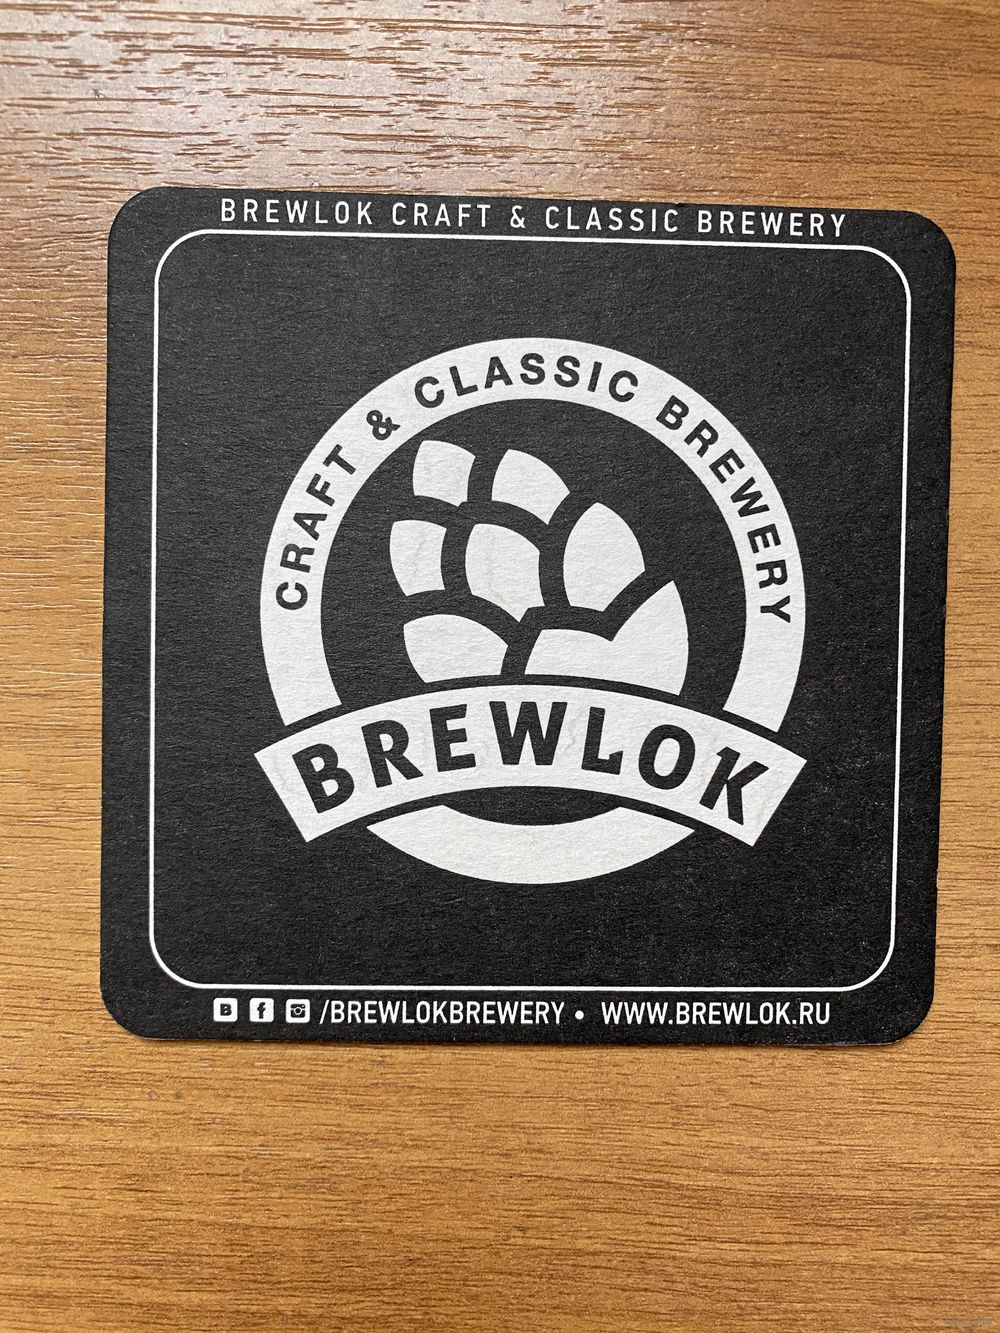 BREWLOK CRAFT & CLASSIC BREWERY
CRAFT & CLASSIC BREWERY
BREWLOK
B f /BREWLOKBREWERY • WWW.BREWLOK.RU